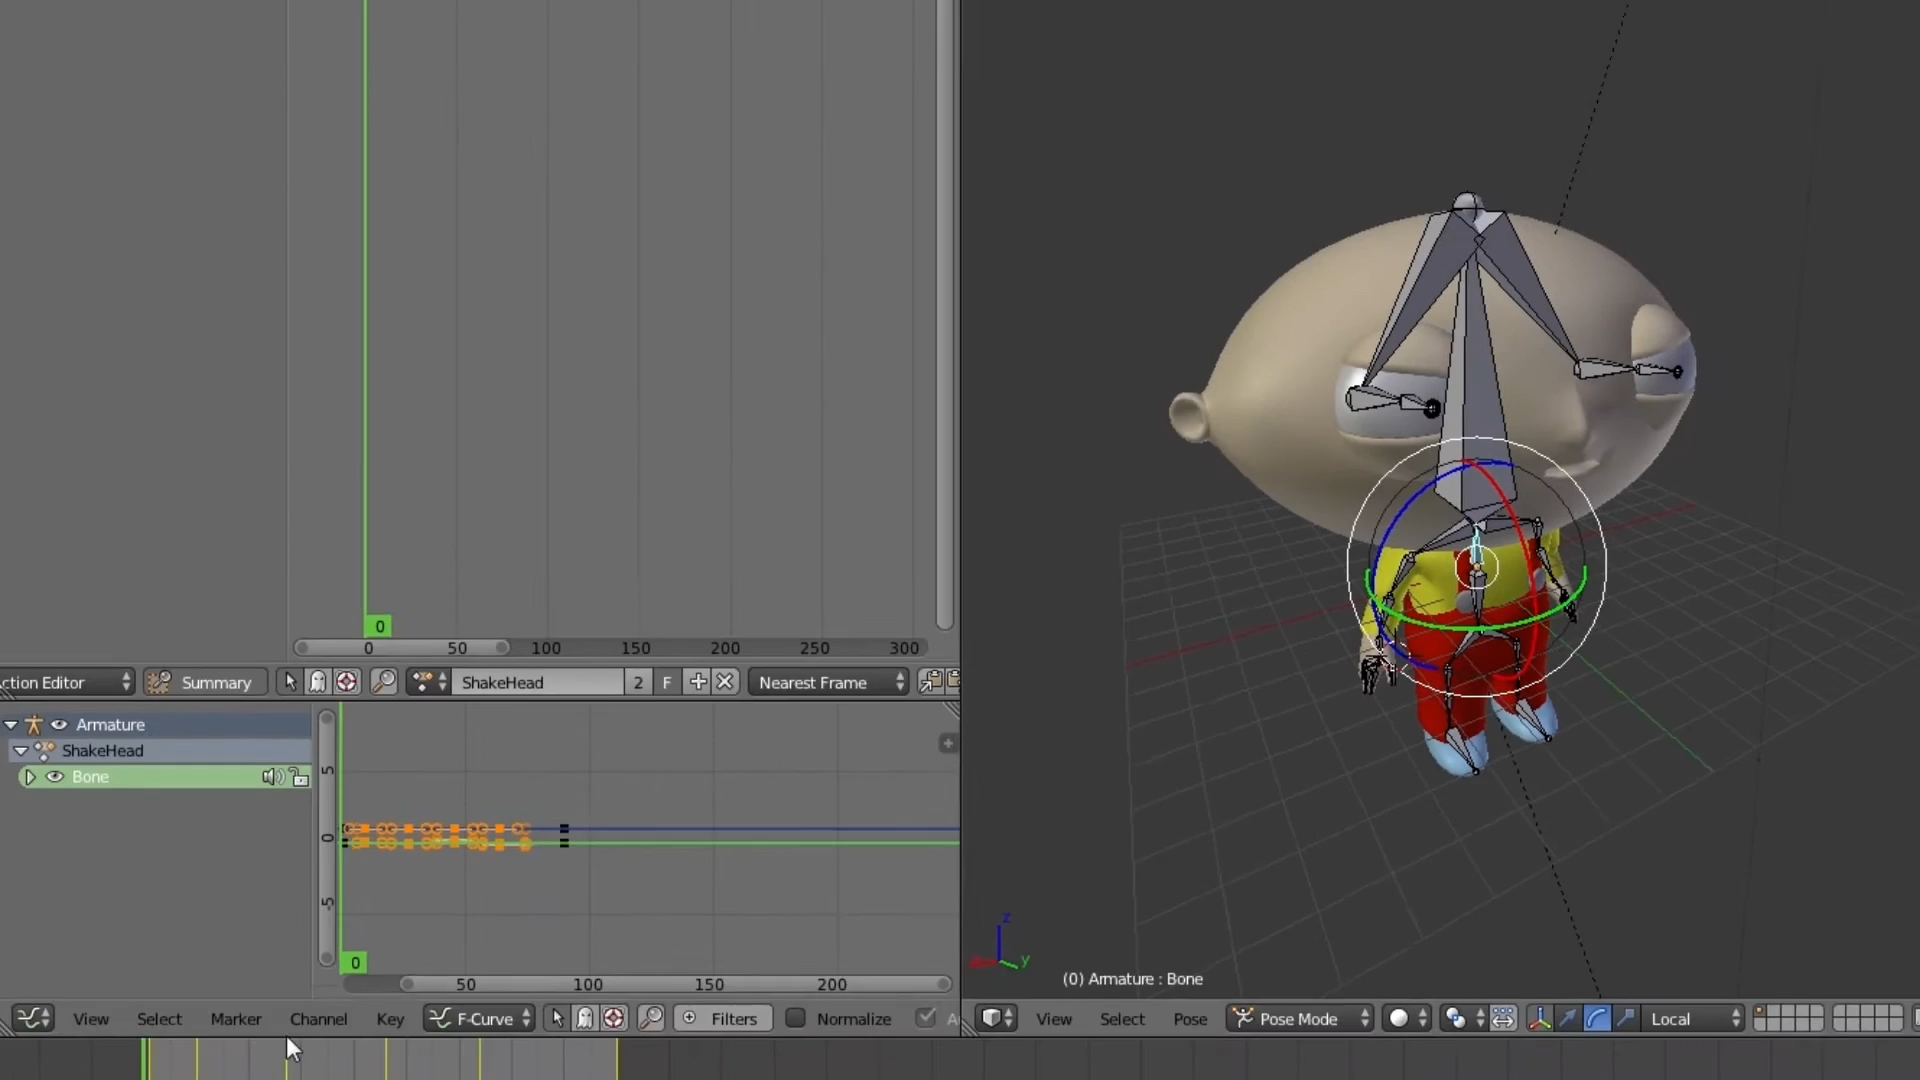 0
0 50 100 150 200 250 300
ction Editor Summary ShakeHead 2 F Nearest Frame
Armature
ShakeHead
Bone
5
0
-5
0
50 100 150 200
View Select Marker Channel Key F-Curve Filters Normalize A
z
y
(0) Armature : Bone
View Select Pose Pose Mode Local